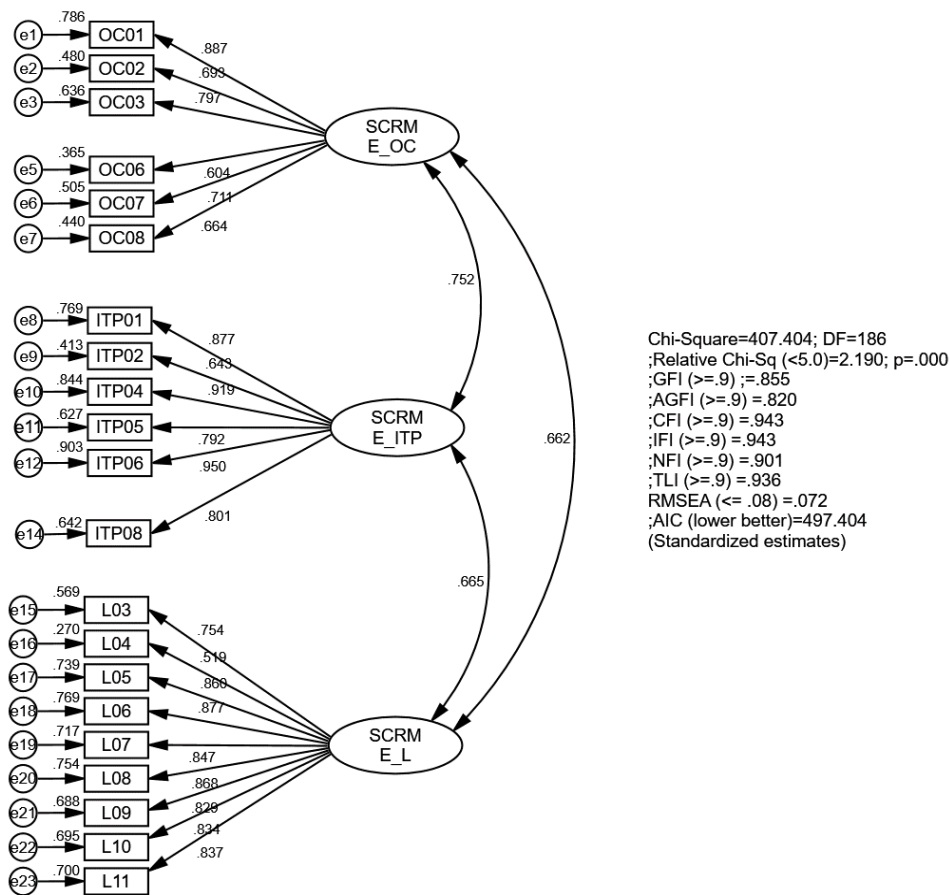 .786
e1
OC01
.887
.480
e2
OC02
.693
.636
e3
OC03
.797
SCRM
E_OC
.365
e5
OC06
.604
.505
e6
OC07
.711
.440
e7
OC08
.664
.752
.769
e8
ITP01
.877
.413
e9
ITP02
.643
.844
e10
ITP04
.919
.627
e11
ITP05
.792
SCRM
E_ITP
.903
e12
ITP06
.950
.642
e14
ITP08
.801
.662
Chi-Square=407.404; DF=186
;Relative Chi-Sq (<5.0)=2.190; p=.000
;GFI (>=.9) ;=.855
;AGFI (>=.9) =.820
;CFI (>=.9) =.943
;IFI (>=.9) =.943
;NFI (>=.9) =.901
;TLI (>=.9) =.936
RMSEA (<= .08) =.072
;AIC (lower better)=497.404
(Standardized estimates)
.665
.569
e15
L03
.754
.270
e16
L04
.519
.739
e17
L05
.860
.769
e18
L06
.877
.717
e19
L07
.847
SCRM
E_L
.754
e20
L08
.868
.688
e21
L09
.829
.695
e22
L10
.834
.700
e23
L11
.837